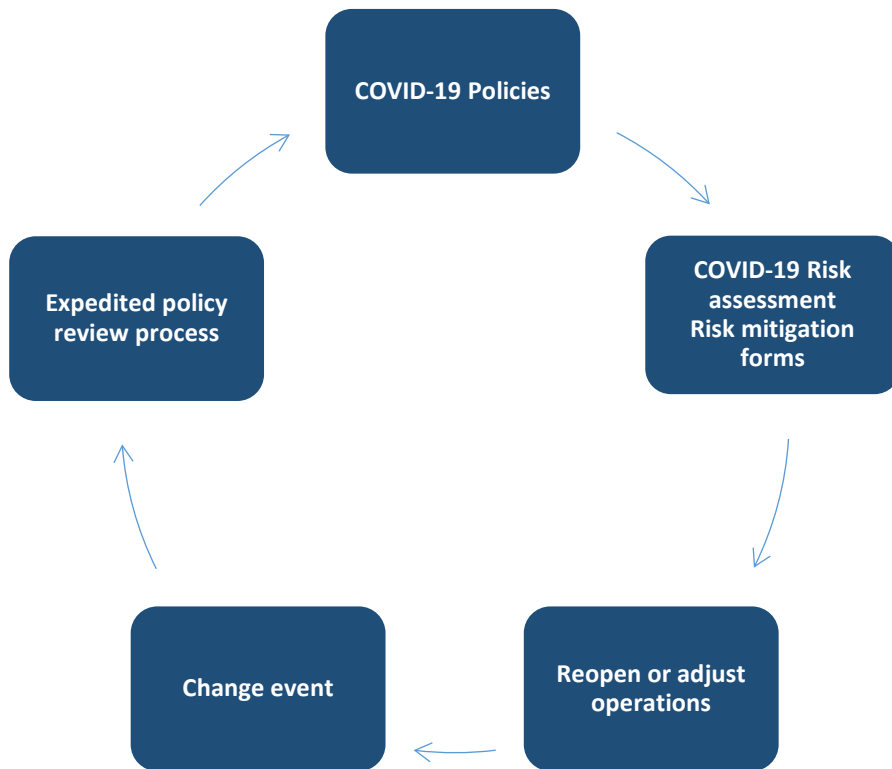 COVID-19 Policies
COVID-19 Risk
assessment
Risk mitigation
forms
Reopen or adjust
operations
Change event
Expedited policy
review process